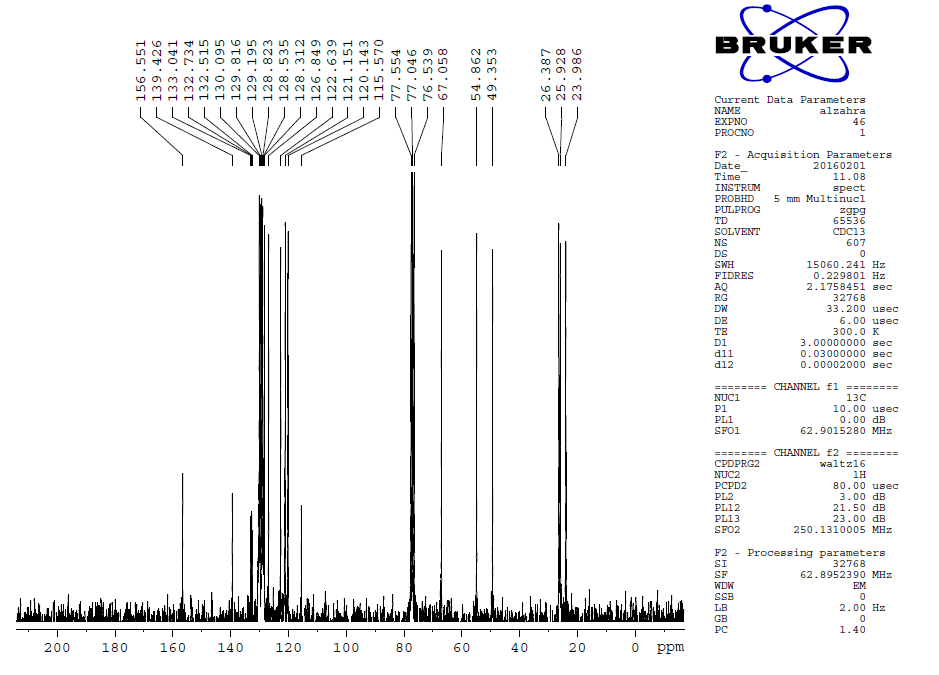 156.551
139.426
133.041
132.734
132.515
130.095
129.816
129.195
128.823
128.535
128.312
126.849
122.639
121.151
120.143
115.570
77.554
77.046
76.539
67.058
54.862
49.353
26.387
25.928
23.986
200 180 160 140 120 100 80 60 40 20 0 ppm
BRUKER
Current Data Parameters
NAME alzahra
EXPNO 46
PROCNO 1
F2 - Acquisition Parameters
Date_ 20160201
Time 11.08
INSTRUM spect
PROBHD 5 mm Multinucl
PULPROG zgpg
TD 65536
SOLVENT CDCl3
NS 607
DS 0
SWH 15060.241 Hz
FIDRES 0.229801 Hz
AQ 2.1758451 sec
RG 32768
DW 33.200 usec
DE 6.00 usec
TE 300.0 K
D1 3.00000000 sec
d11 0.03000000 sec
d12 0.00002000 sec
======== CHANNEL f1 ========
NUC1 13C
P1 10.00 usec
PL1 0.00 dB
SFO1 62.9015280 MHz
======== CHANNEL f2 ========
CPDPRG2 waltz16
NUC2 1H
PCPD2 80.00 usec
PL2 3.00 dB
PL12 21.50 dB
PL13 23.00 dB
SFO2 250.1310005 MHz
F2 - Processing parameters
SI 32768
SF 62.8952390 MHz
WDW EM
SSB 0
LB 2.00 Hz
GB 0
PC 1.40